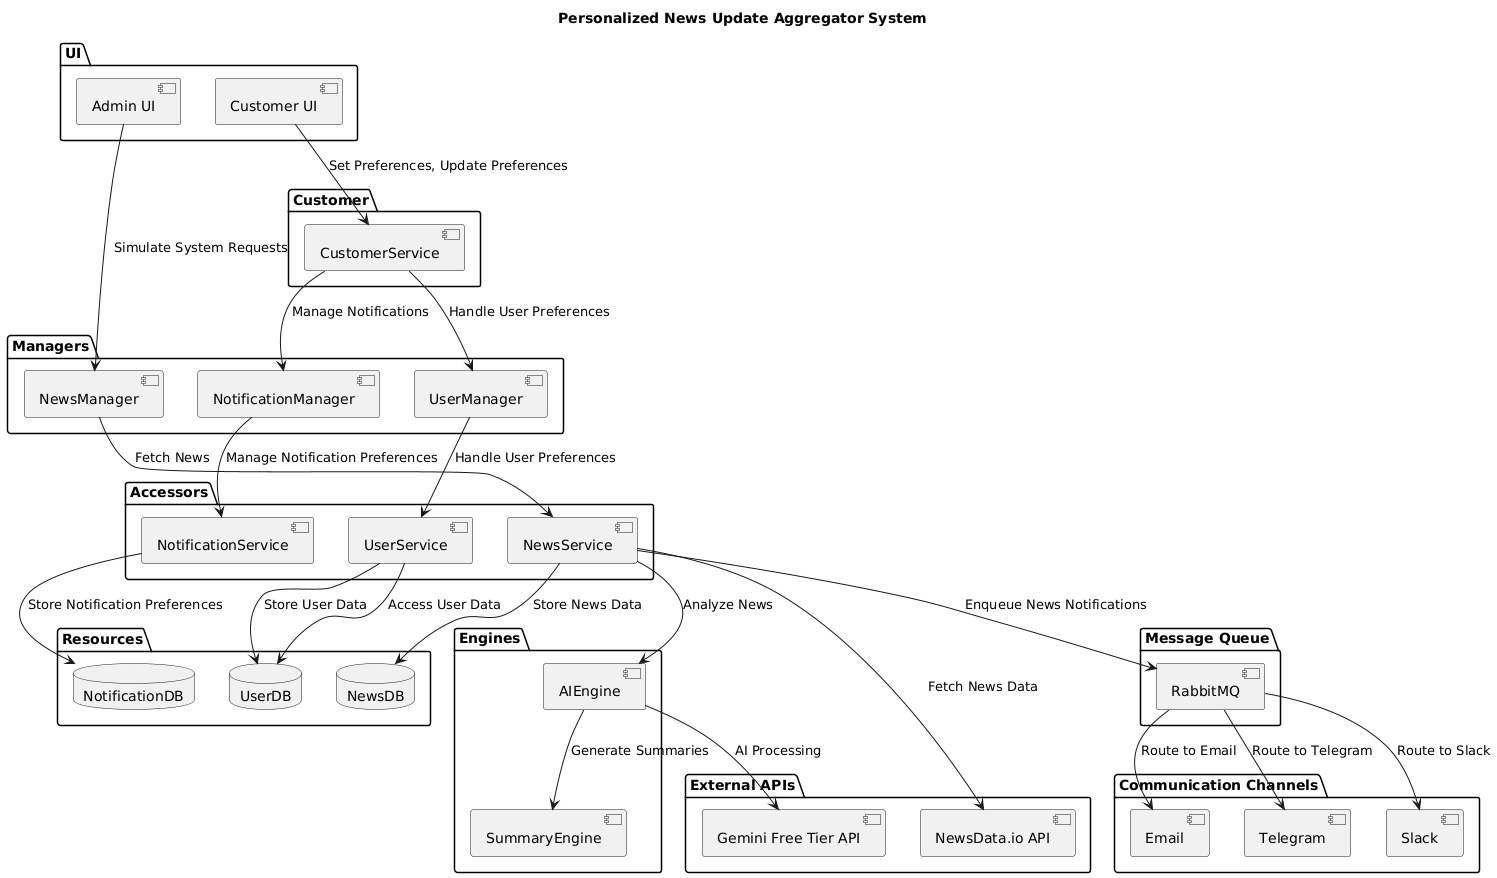 Personalized News Update Aggregator System
UI
Admin UI
Customer UI
Set Preferences, Update Preferences
Customer
CustomerService
Simulate System Requests
Manage Notifications
Handle User Preferences
Managers
NewsManager
NotificationManager
UserManager
Fetch News
Manage Notification Preferences
Handle User Preferences
Accessors
NotificationService
UserService
NewsService
Store Notification Preferences
Store User Data
Access User Data
Store News Data
Analyze News
Enqueue News Notifications
Resources
NotificationDB
UserDB
NewsDB
Engines
AIEngine
Fetch News Data
Message Queue
RabbitMQ
Generate Summaries
AI Processing
Route to Email
Route to Telegram
Route to Slack
SummaryEngine
External APIs
Gemini Free Tier API
NewsData.io API
Communication Channels
Email
Telegram
Slack